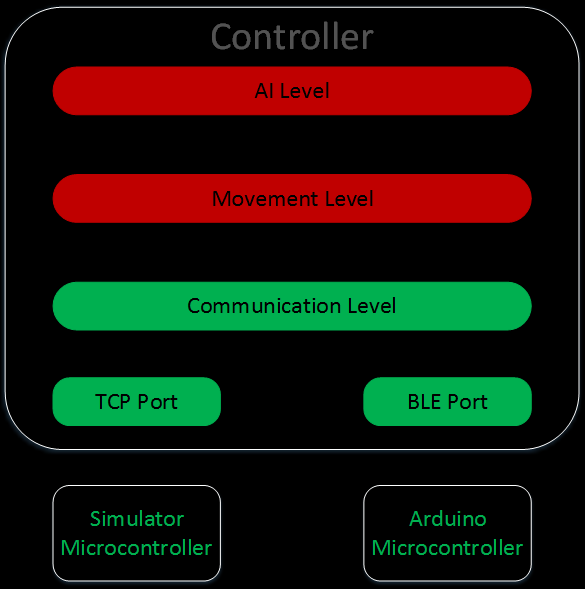 Controller
AI Level
Movement Level
Communication Level
TCP Port
BLE Port
Simulator
Microcontroller
Arduino
Microcontroller